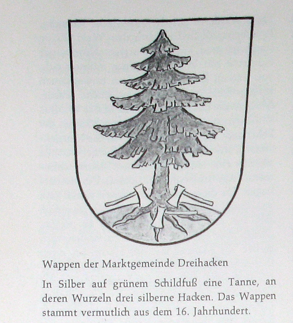 Wappen der Marktgemeinde Dreihacken
In Silber auf grünem Schildfuß eine Tanne, an
deren Wurzeln drei silberne Hacken. Das Wappen
stammt vermutlich aus dem 16. Jahrhundert.